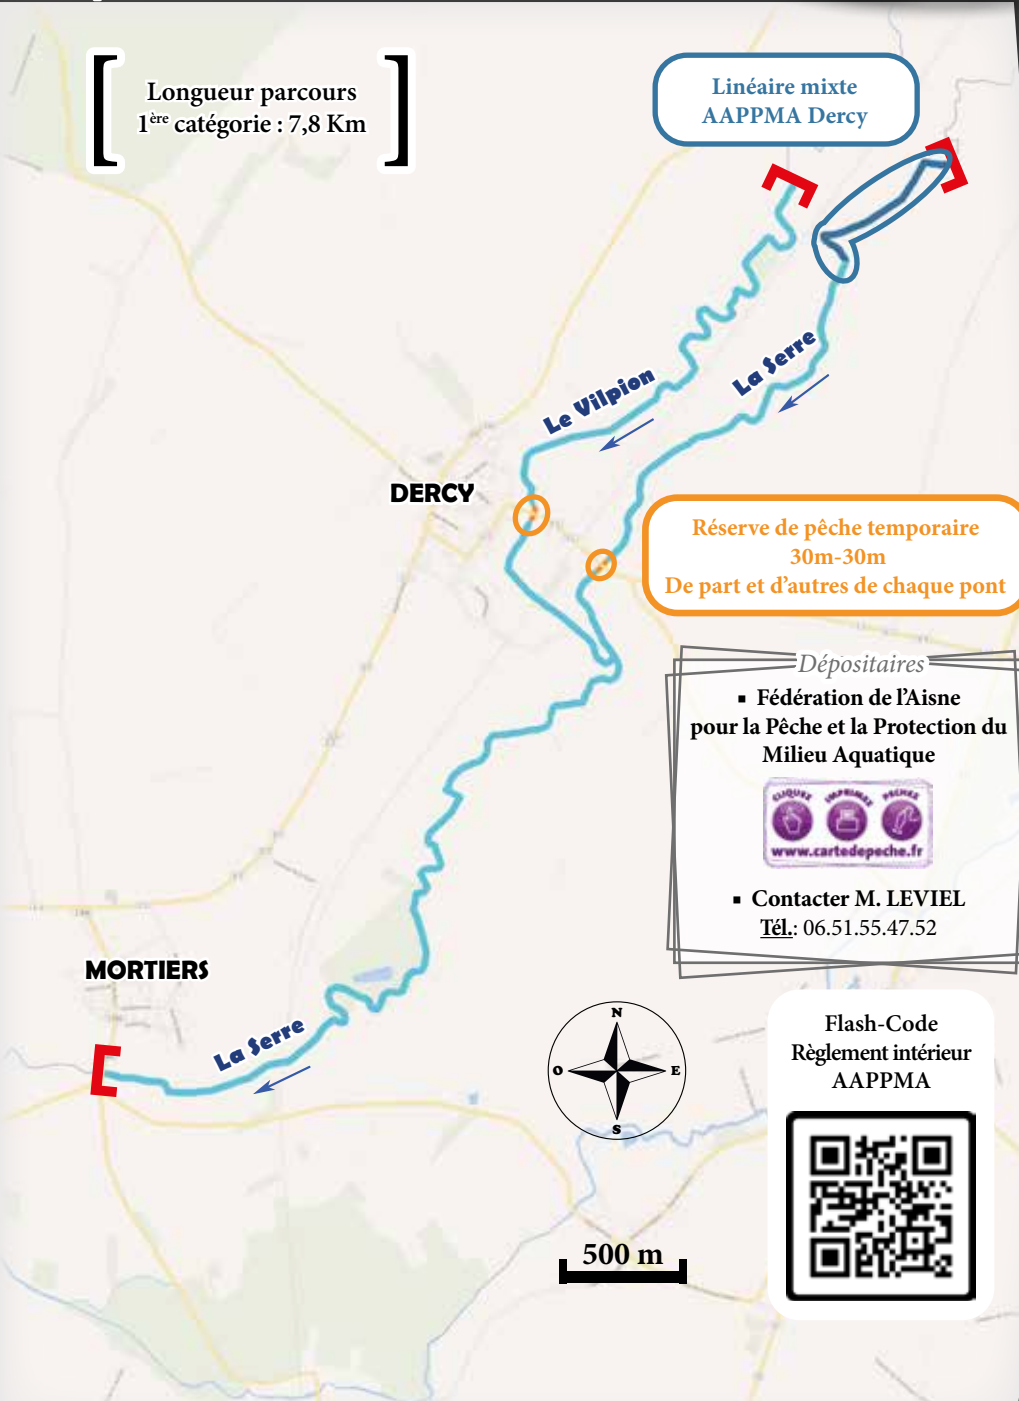 Longueur parcours
1ère catégorie : 7,8 Km
Linéaire mixte
AAPPMA Dercy
La Serre
Le Vilpion
DERCY
Réserve de pêche temporaire
30m-30m
De part et d'autres de chaque pont
Dépositaires
▪ Fédération de l'Aisne
pour la Pêche et la Protection du
Milieu Aquatique
CLIQUEZ IMPRIMEZ PÊCHEZ
www.cartedepeche.fr
▪ Contacter M. LEVIEL
Tél.: 06.51.55.47.52
MORTIERS
La Serre
N
O E
S
Flash-Code
Règlement intérieur
AAPPMA
500 m